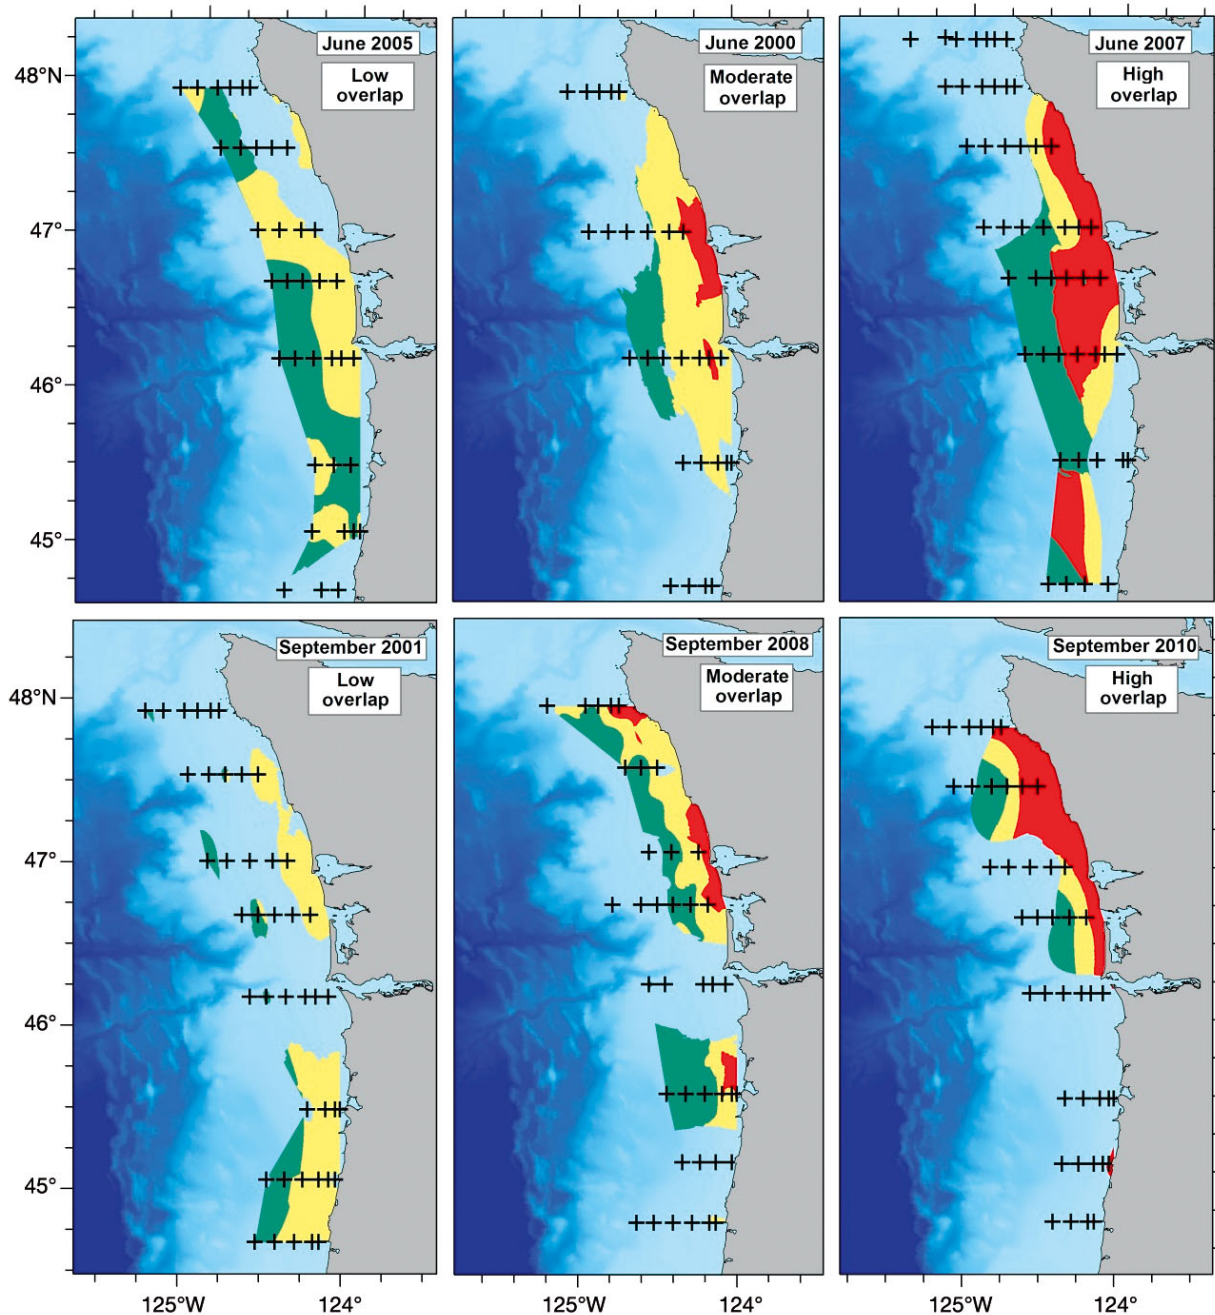 June 2005
Low
overlap
June 2000
Moderate
overlap
June 2007
High
overlap
48°N
47°
46°
45°
September 2001
Low
overlap
September 2008
Moderate
overlap
September 2010
High
overlap
48°N
47°
46°
45°
125°W
124°
125°W
124°
125°W
124°